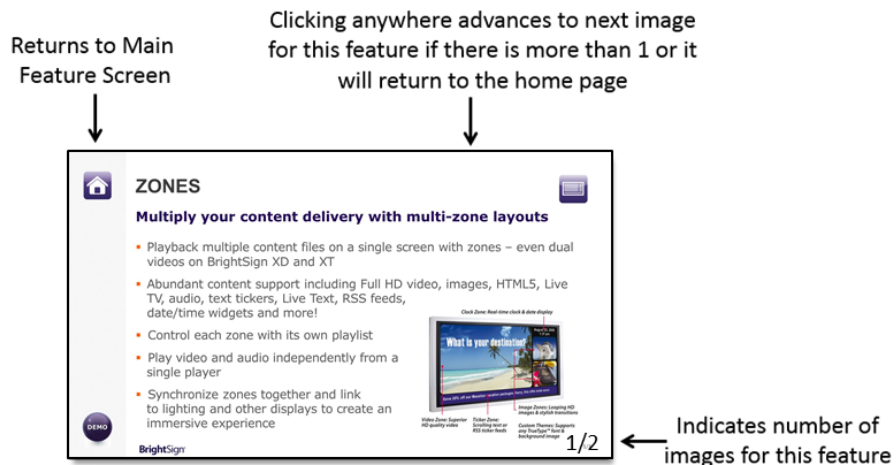 Clicking anywhere advances to next image
for this feature if there is more than 1 or it
will return to the home page
Returns to Main
Feature Screen
ZONES
Multiply your content delivery with multi-zone layouts
Playback multiple content files on a single screen with zones – even dual
videos on BrightSign XD and XT
Abundant content support including Full HD video, images, HTML5, Live
TV, audio, text tickers, Live Text, RSS feeds,
date/time widgets and more!
Control each zone with its own playlist
Play video and audio independently from a
single player
Synchronize zones together and link
to lighting and other displays to create an
immersive experience
Clock Zone: Real-time clock & date display
What is your destination?
Video Zone: Superior
HD quality video
Ticker Zone:
Scrolling text or
RSS ticker feeds
Image Zones: Looping HD
images & stylish transitions
Custom Themes: Supports
any TrueType™ font &
background image
DEMO
BrightSign
1/2
Indicates number of
images for this feature